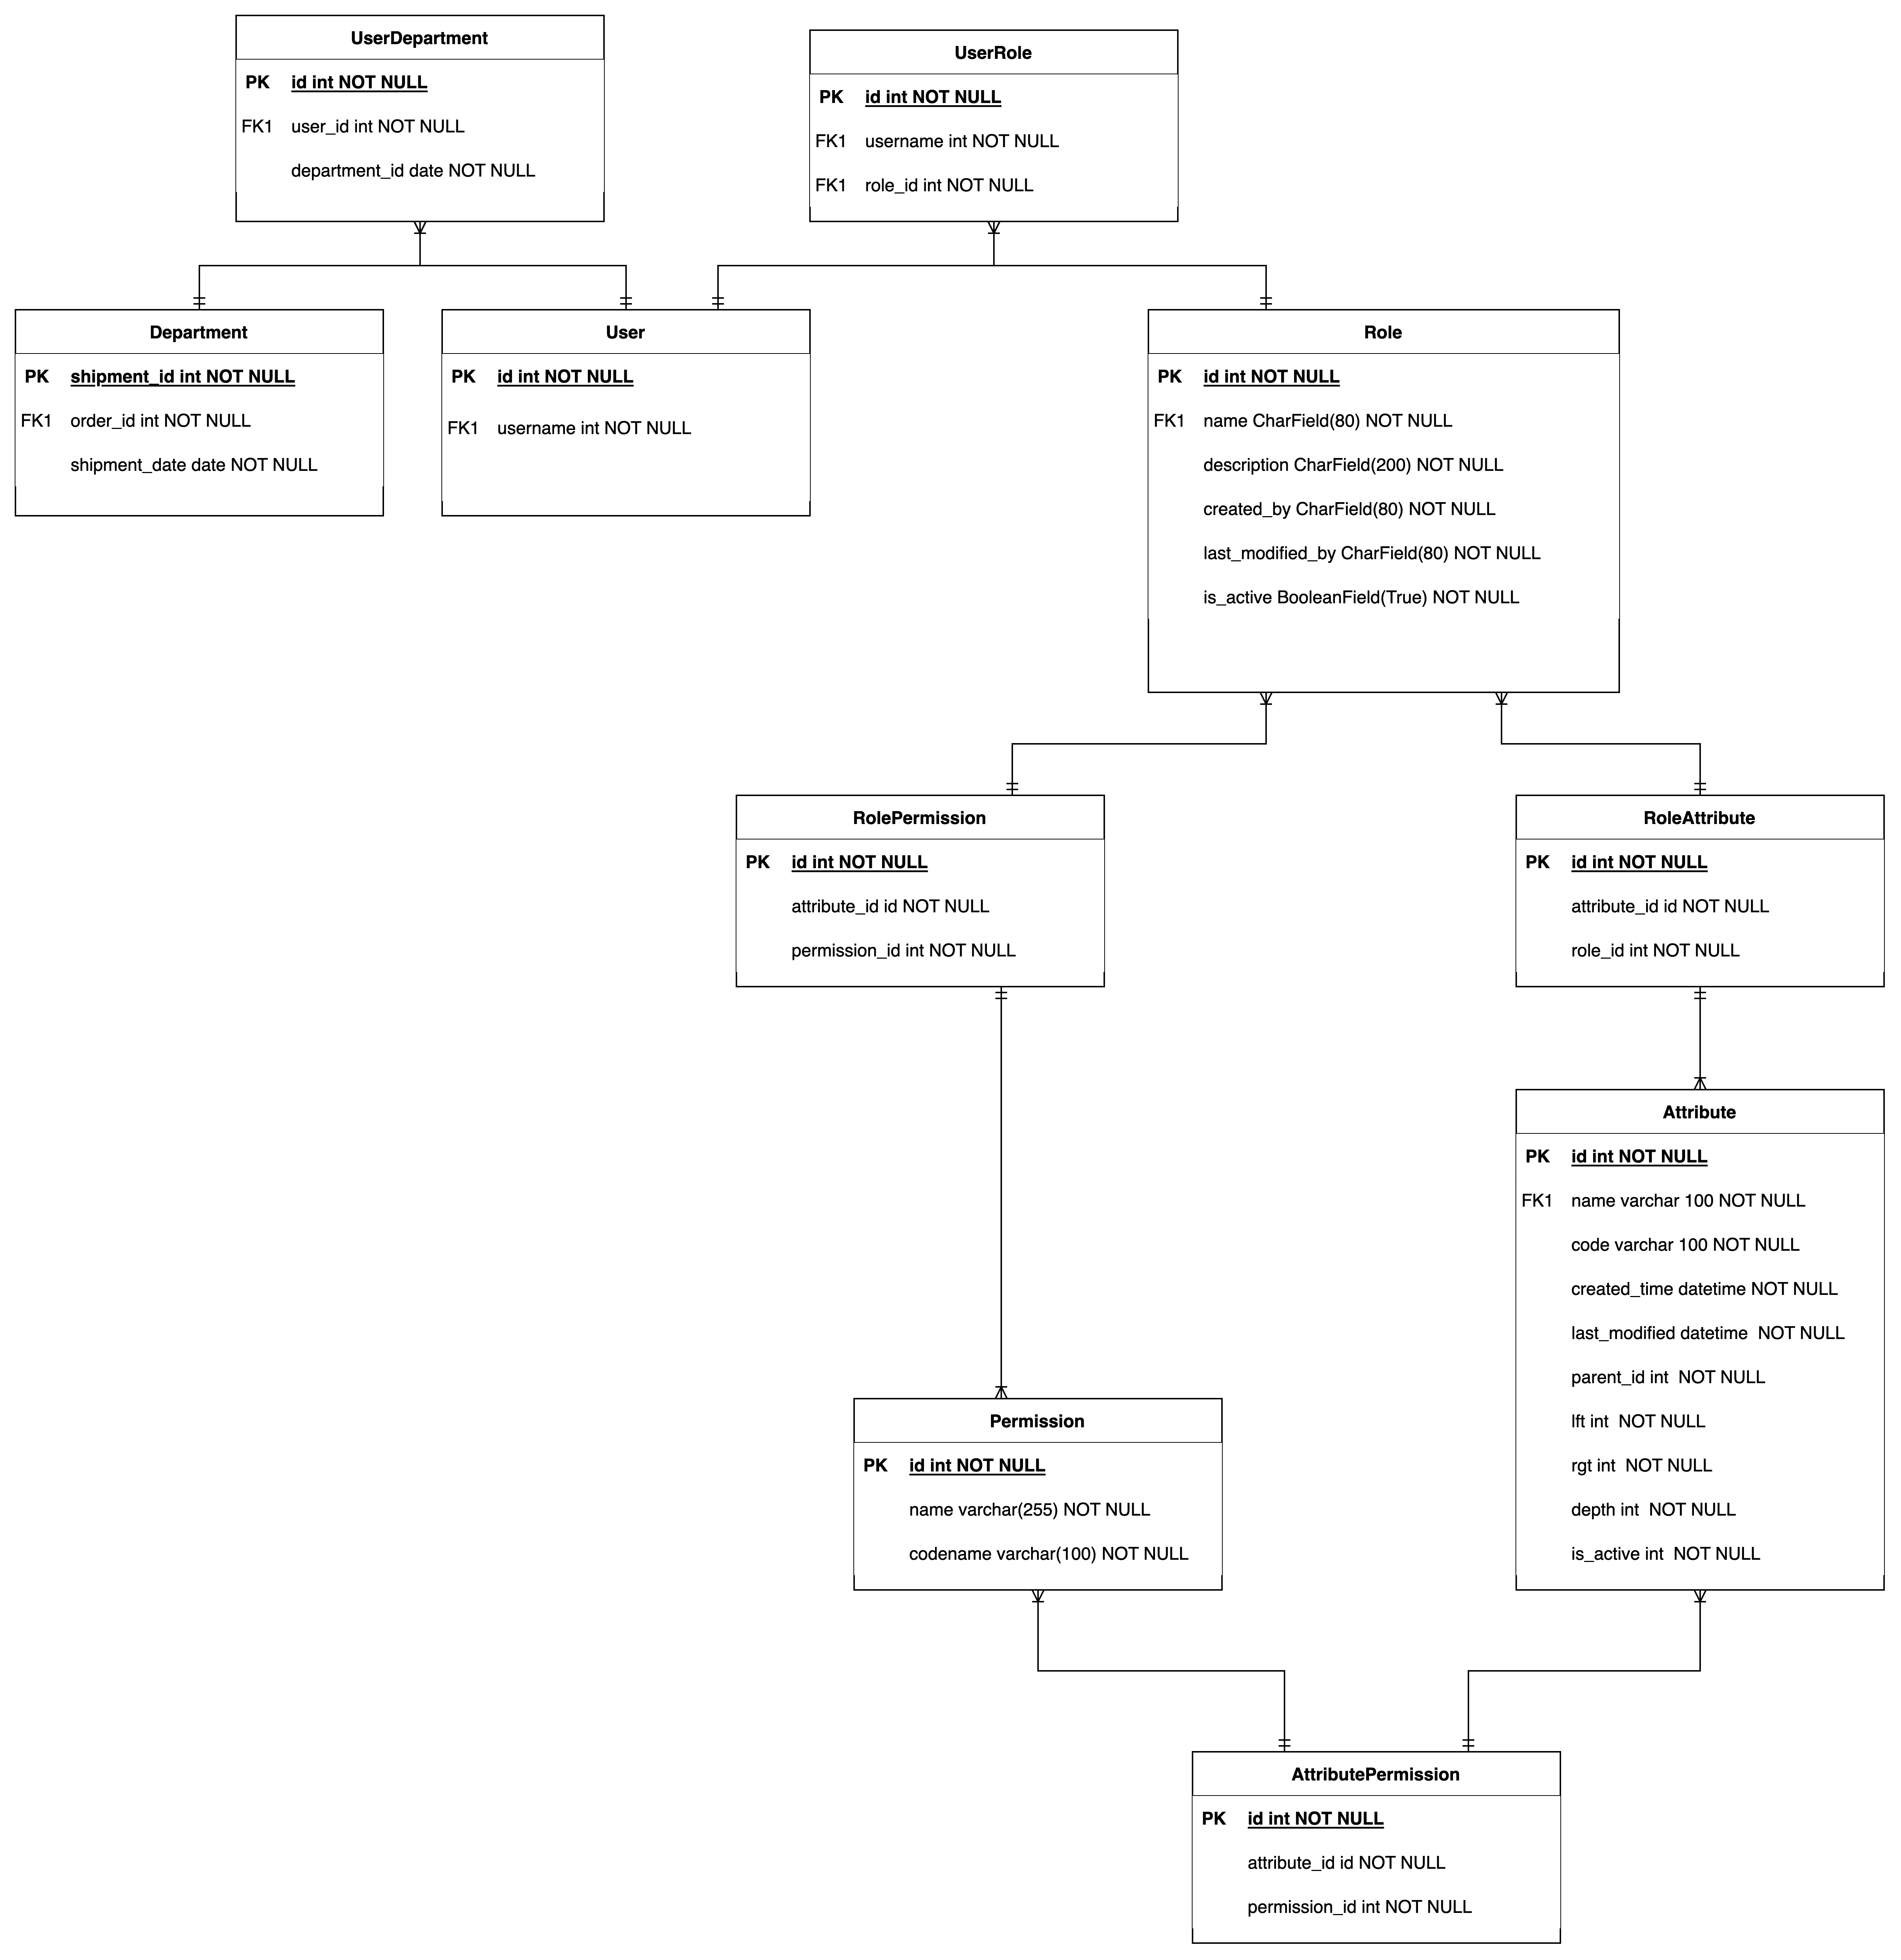 UserDepartment
PK id int NOT NULL
FK1 user_id int NOT NULL
department_id date NOT NULL
UserRole
PK id int NOT NULL
FK1 username int NOT NULL
FK1 role_id int NOT NULL
Department
PK shipment_id int NOT NULL
FK1 order_id int NOT NULL
shipment_date date NOT NULL
User
PK id int NOT NULL
FK1 username int NOT NULL
Role
PK id int NOT NULL
FK1 name CharField(80) NOT NULL
description CharField(200) NOT NULL
created_by CharField(80) NOT NULL
last_modified_by CharField(80) NOT NULL
is_active BooleanField(True) NOT NULL
RolePermission
PK id int NOT NULL
attribute_id id NOT NULL
permission_id int NOT NULL
RoleAttribute
PK id int NOT NULL
attribute_id id NOT NULL
role_id int NOT NULL
Attribute
PK id int NOT NULL
FK1 name varchar 100 NOT NULL
code varchar 100 NOT NULL
created_time datetime NOT NULL
last_modified datetime  NOT NULL
parent_id int  NOT NULL
lft int  NOT NULL
rgt int  NOT NULL
depth int  NOT NULL
is_active int  NOT NULL
Permission
PK id int NOT NULL
name varchar(255) NOT NULL
codename varchar(100) NOT NULL
AttributePermission
PK id int NOT NULL
attribute_id id NOT NULL
permission_id int NOT NULL